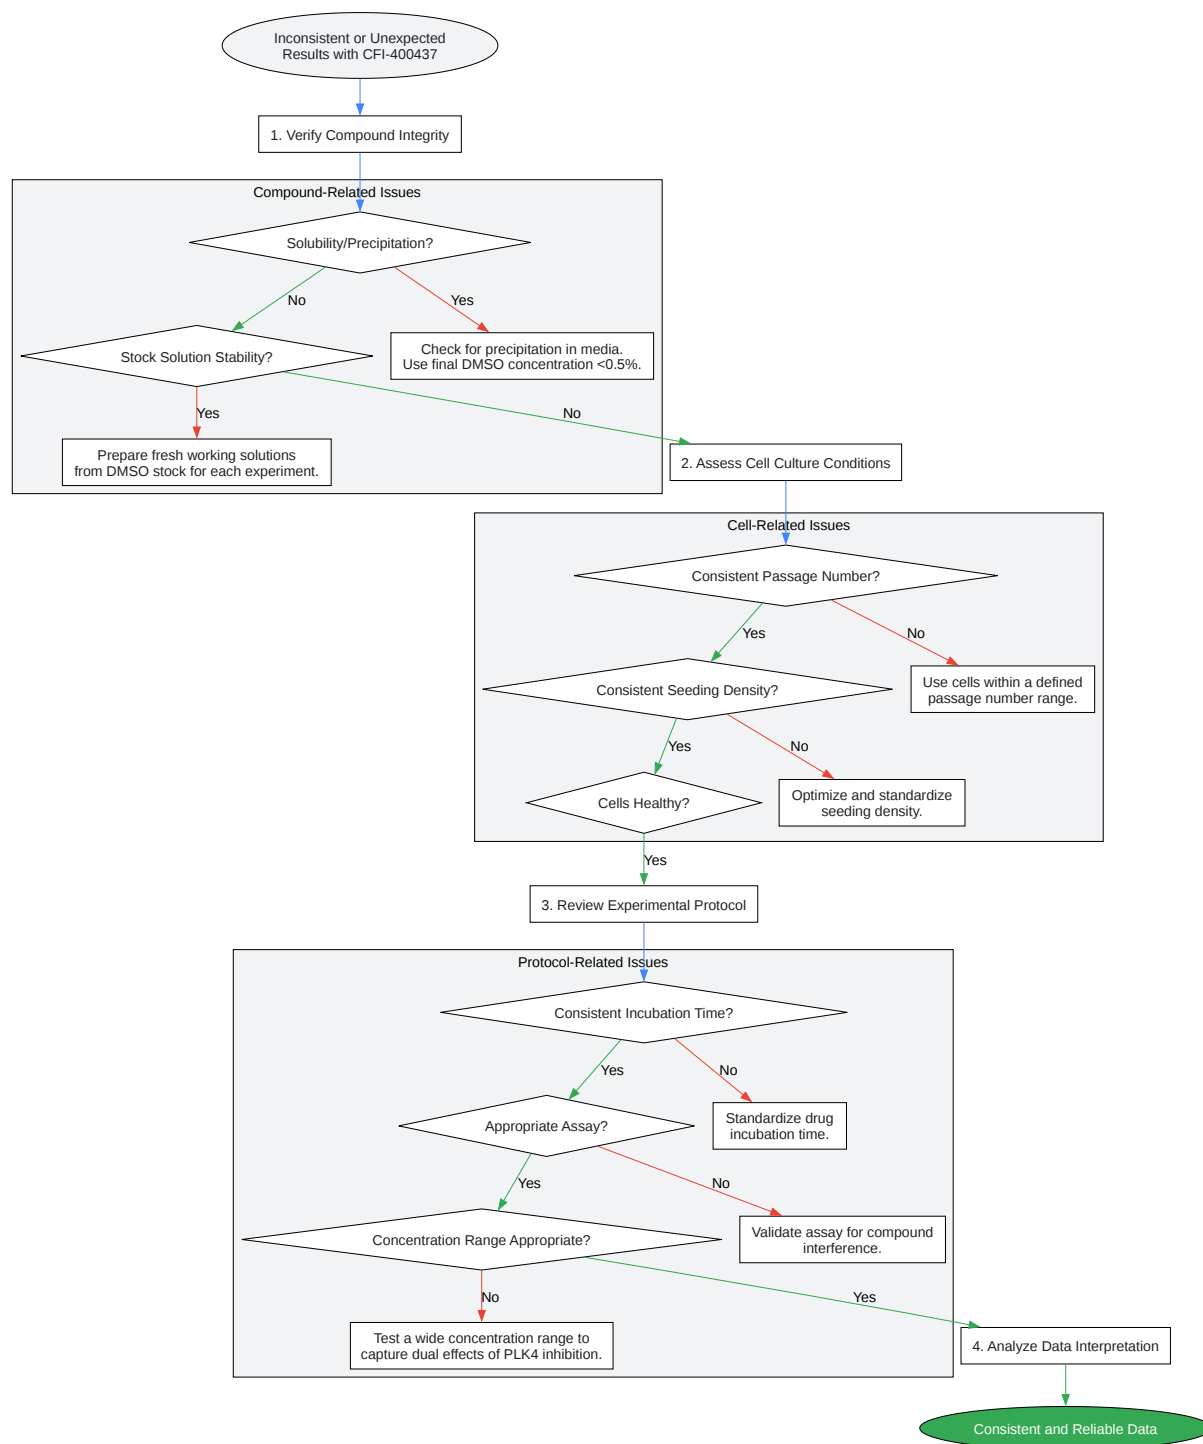 Inconsistent or Unexpected
Results with CFI-400437
1. Verify Compound Integrity
Compound-Related Issues
Solubility/Precipitation?
No
Yes
Stock Solution Stability?
Check for precipitation in media.
Use final DMSO concentration <0.5%.
Yes
No
Prepare fresh working solutions
from DMSO stock for each experiment.
2. Assess Cell Culture Conditions
Cell-Related Issues
Consistent Passage Number?
Yes
No
Consistent Seeding Density?
Use cells within a defined
passage number range.
Yes
No
Cells Healthy?
Optimize and standardize
seeding density.
Yes
3. Review Experimental Protocol
Protocol-Related Issues
Consistent Incubation Time?
Yes
No
Appropriate Assay?
Standardize drug
incubation time.
Yes
No
Concentration Range Appropriate?
Validate assay for compound
interference.
No
Yes
Test a wide concentration range to
capture dual effects of PLK4 inhibition.
4. Analyze Data Interpretation
Consistent and Reliable Data